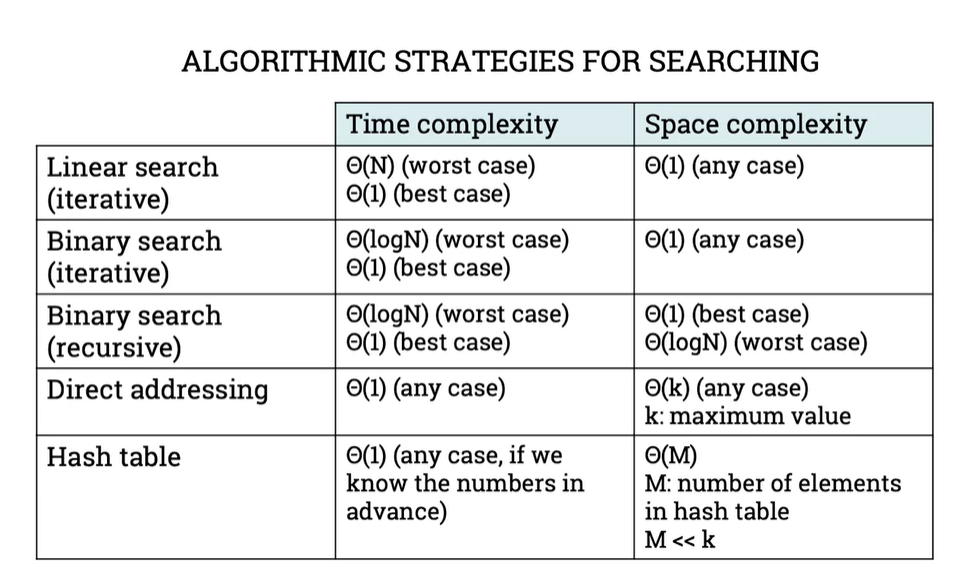 ALGORITHMIC STRATEGIES FOR SEARCHING
Time complexity
Space complexity
Linear search
(iterative)
Θ(N) (worst case)
Θ(1) (best case)
Θ(1) (any case)
Binary search
(iterative)
Θ(logN) (worst case)
Θ(1) (best case)
Θ(1) (any case)
Binary search
(recursive)
Θ(logN) (worst case)
Θ(1) (best case)
Θ(1) (best case)
Θ(logN) (worst case)
Direct addressing
Θ(1) (any case)
Θ(k) (any case)
k: maximum value
Hash table
Θ(1) (any case, if we
know the numbers in
advance)
Θ(M)
M: number of elements
in hash table
M << k